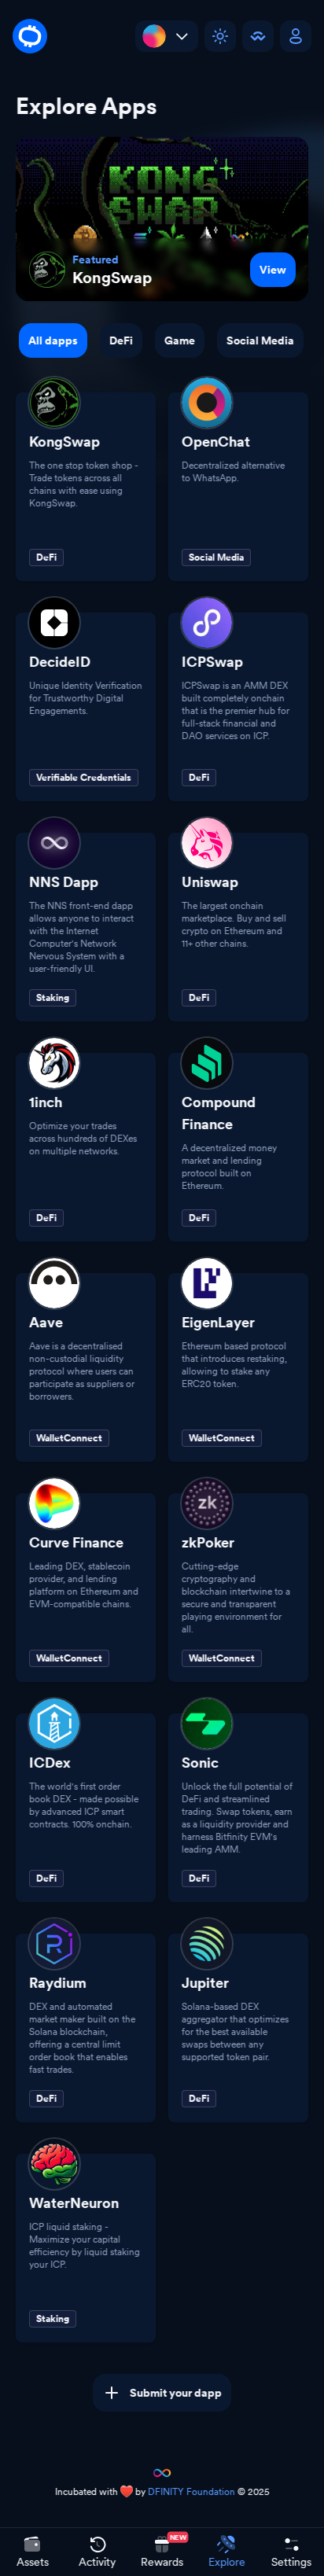 Explore Apps
KONG
SWAP
Featured
KongSwap
View
All dapps
DeFi
Game
Social Media
KongSwap
The one stop token shop -
Trade tokens across all
chains with ease using
KongSwap.
DeFi
OpenChat
Decentralized alternative
to WhatsApp.
Social Media
DecideID
Unique Identity Verification
for Trustworthy Digital
Engagements.
Verifiable Credentials
ICPSwap
ICPSwap is an AMM DEX
built completely onchain
that is the premier hub for
full-stack financial and
DAO services on ICP.
DeFi
NNS Dapp
The NNS front-end dapp
allows anyone to interact
with the Internet
Computer's Network
Nervous System with a
user-friendly UI.
Staking
Uniswap
The largest onchain
marketplace. Buy and sell
crypto on Ethereum and
11+ other chains.
DeFi
1inch
Optimize your trades
across hundreds of DEXes
on multiple networks.
DeFi
Compound
Finance
A decentralized money
market and lending
protocol built on
Ethereum.
DeFi
Aave
Aave is a decentralised
non-custodial liquidity
protocol where users can
participate as suppliers or
borrowers.
WalletConnect
EigenLayer
Ethereum based protocol
that introduces restaking,
allowing to stake any
ERC20 token.
WalletConnect
Curve Finance
Leading DEX, stablecoin
provider, and lending
platform on Ethereum and
EVM-compatible chains.
WalletConnect
zk
zkPoker
Cutting-edge
cryptography and
blockchain intertwine to a
secure and transparent
playing environment for
all.
WalletConnect
ICDex
The world's first order
book DEX - made possible
by advanced ICP smart
contracts. 100% onchain.
DeFi
Sonic
Unlock the full potential of
DeFi and streamlined
trading. Swap tokens, earn
as a liquidity provider and
harness Bitfinity EVM's
leading AMM.
DeFi
Raydium
DEX and automated
market maker built on the
Solana blockchain,
offering a central limit
order book that enables
fast trades.
DeFi
Jupiter
Solana-based DEX
aggregator that optimizes
for the best available
swaps between any
supported token pair.
DeFi
WaterNeuron
ICP liquid staking -
Maximize your capital
efficiency by liquid staking
your ICP.
Staking
Submit your dapp
Incubated with ❤️ by DFINITY Foundation © 2025
Assets
Activity
NEW
Rewards
Explore
Settings